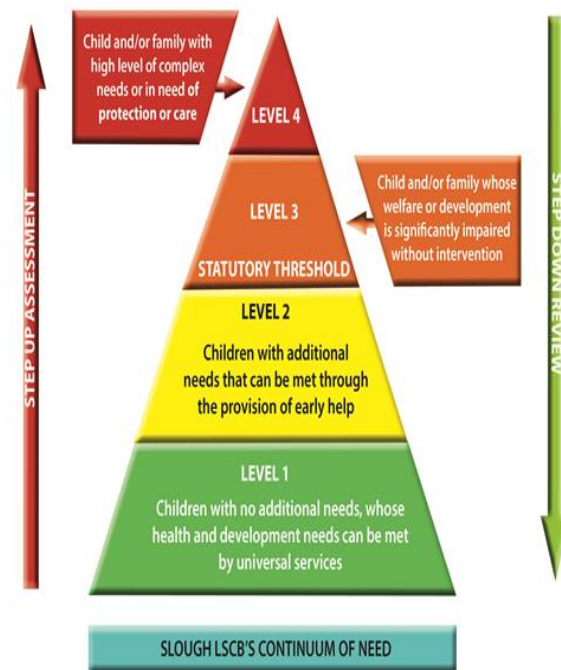 Child and/or family with
high level of complex
needs or in need of
protection or care
LEVEL 4
LEVEL 3
STATUTORY THRESHOLD
Child and/or family whose
welfare or development
is significantly impaired
without intervention
LEVEL 2
Children with additional
needs that can be met through
the provision of early help
LEVEL 1
Children with no additional needs, whose
health and development needs can be met
by universal services
STEP UP ASSESSMENT
STEP DOWN REVIEW
SLOUGH LSCB'S CONTINUUM OF NEED